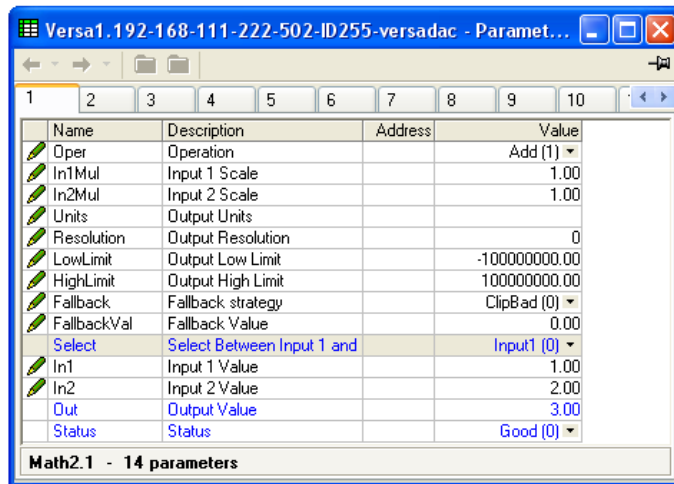 Versa1.192-168-111-222-502-ID255-versadac - Paramet...
1 2 3 4 5 6 7 8 9 10
Name Description Address Value
Oper Operation Add (1)
In1Mul Input 1 Scale 1.00
In2Mul Input 2 Scale 1.00
Units Output Units
Resolution Output Resolution 0
LowLimit Output Low Limit -100000000.00
HighLimit Output High Limit 100000000.00
Fallback Fallback strategy ClipBad (0)
FallbackVal Fallback Value 0.00
Select Select Between Input 1 and Input1 (0)
In1 Input 1 Value 1.00
In2 Input 2 Value 2.00
Out Output Value 3.00
Status Status Good (0)
Math2.1 - 14 parameters